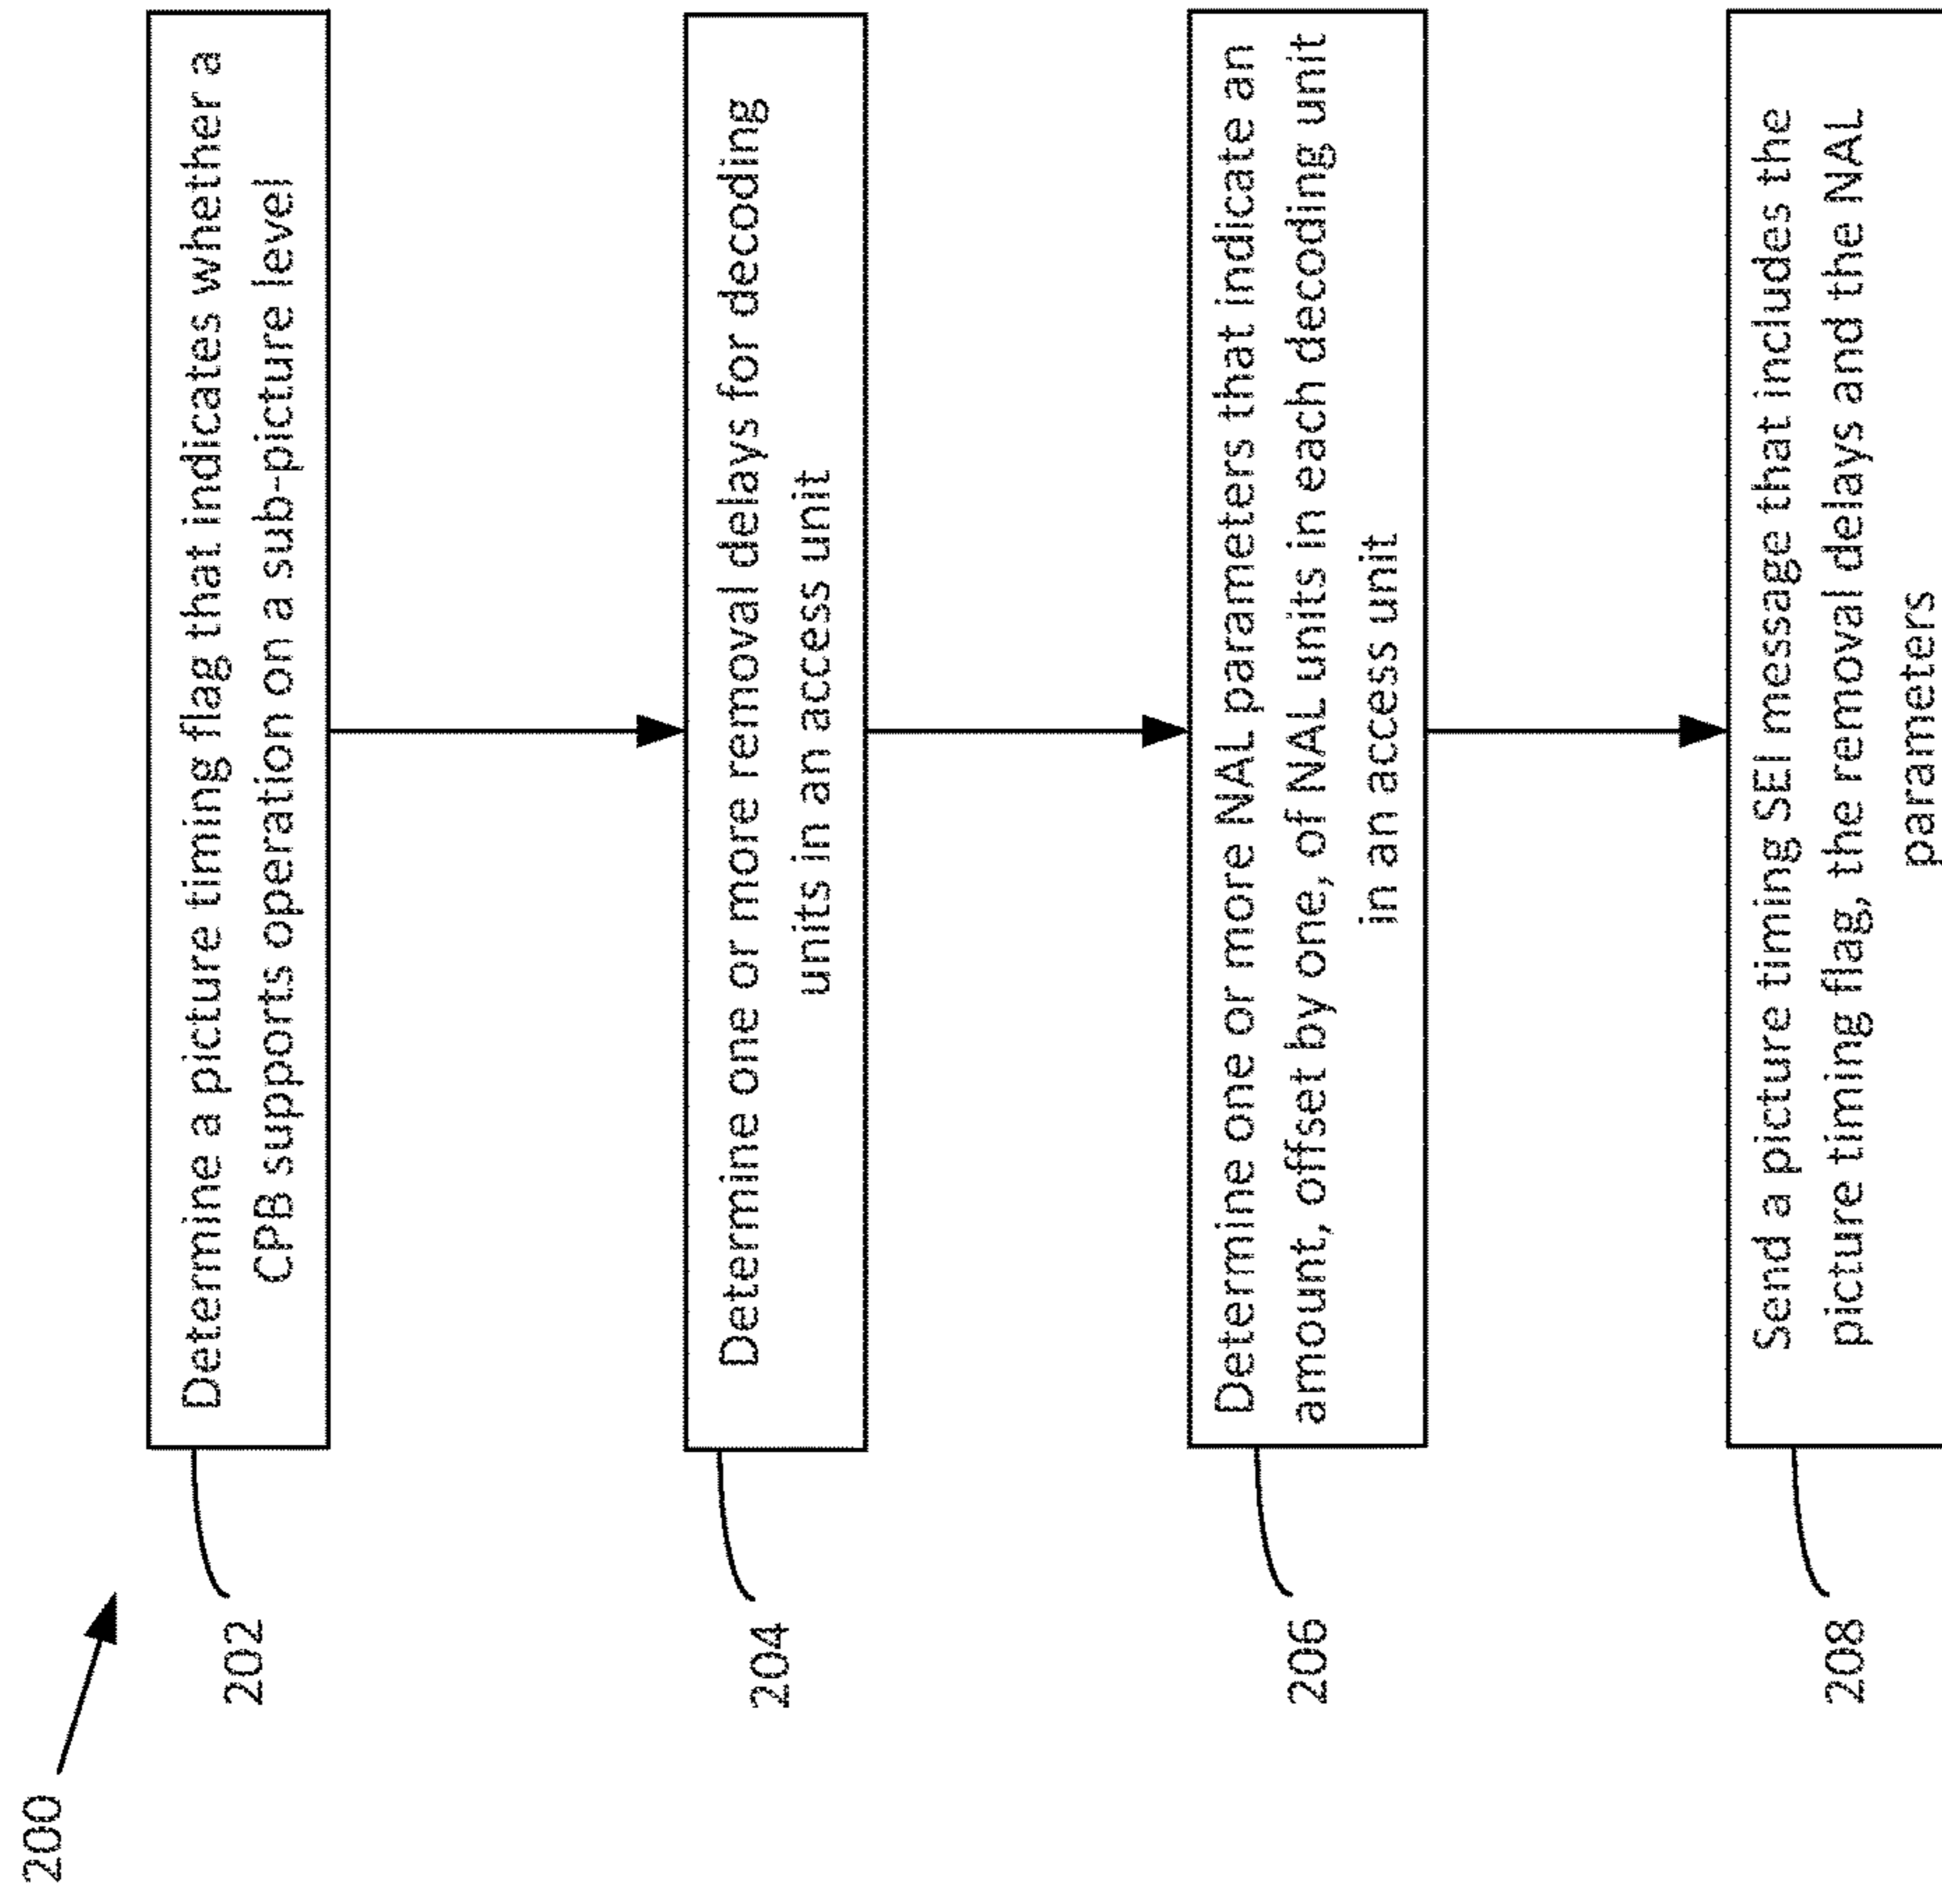 200
202
Determine a picture timing flag that indicates whether a
CPB supports operation on a sub-picture level
204
Determine one or more removal delays for decoding
units in an access unit
206
Determine one or more NAL parameters that indicate an
amount, offset by one, of NAL units in each decoding unit
in an access unit
208
Send a picture timing SEI message that includes the
picture timing flag, the removal delays and the NAL
parameters